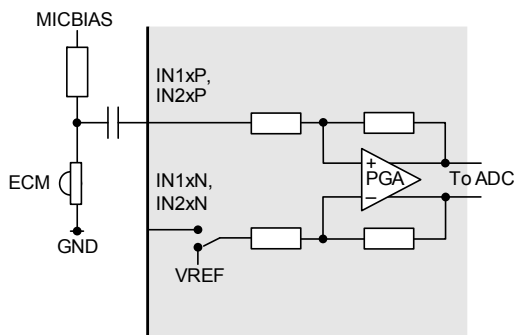 MICBIAS
IN1xP,
IN2xP
+
PGA
−
To ADC
ECM
IN1xN,
IN2xN
GND
VREF